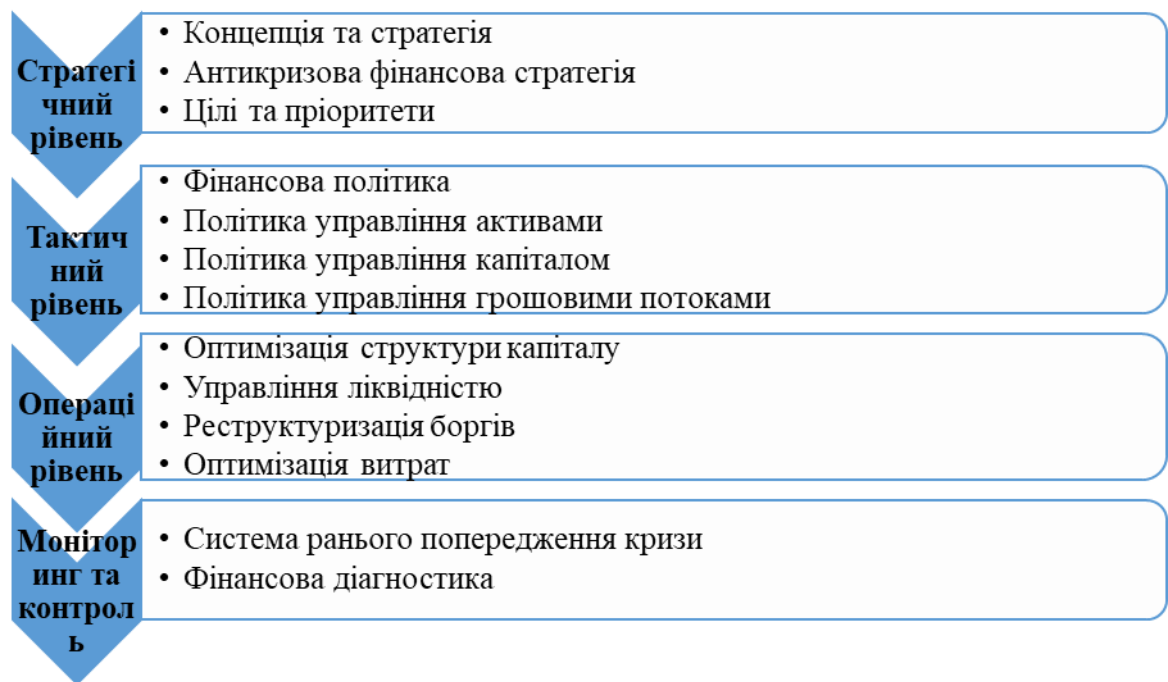 Стратегі
чний
рівень
• Концепція та стратегія
• Антикризова фінансова стратегія
• Цілі та пріоритети
Тактич
ний
рівень
• Фінансова політика
• Політика управління активами
• Політика управління капіталом
• Політика управління грошовими потоками
Операці
йний
рівень
• Оптимізація структури капіталу
• Управління ліквідністю
• Реструктуризація боргів
• Оптимізація витрат
Монітор
инг та
контрол
ь
• Система раннього попередження кризи
• Фінансова діагностика